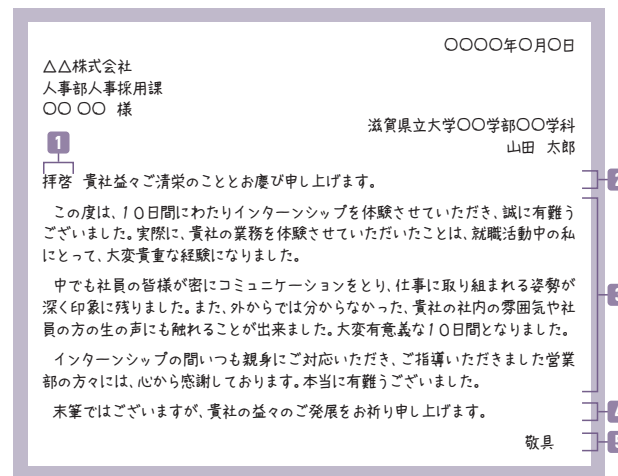 〇〇〇〇年〇月〇日
△△株式会社
人事部人事採用課
〇〇 〇〇 様
滋賀県立大学〇〇学部〇〇学科
山田 太郎
1
拝啓 貴社益々ご清栄のこととお慶び申し上げます。
2
この度は、10日間にわたりインターンシップを体験させていただき、誠に有難う
ございました。実際に、貴社の業務を体験させていただいたことは、就職活動中の私
にとって、大変貴重な経験になりました。
中でも社員の皆様が密にコミュニケーションをとり、仕事に取り組まれる姿勢が
深く印象に残りました。また、外からでは分からなかった、貴社の社内の雰囲気や社
3
員の方の生の声にも触れることが出来ました。大変有意義な10日間となりました。
インターンシップの間いつも親身にご対応いただき、ご指導いただきました営業
部の方々には、心から感謝しております。本当に有難うございました。
末筆ではございますが、貴社の益々のご発展をお祈り申し上げます。
4
敬具
5